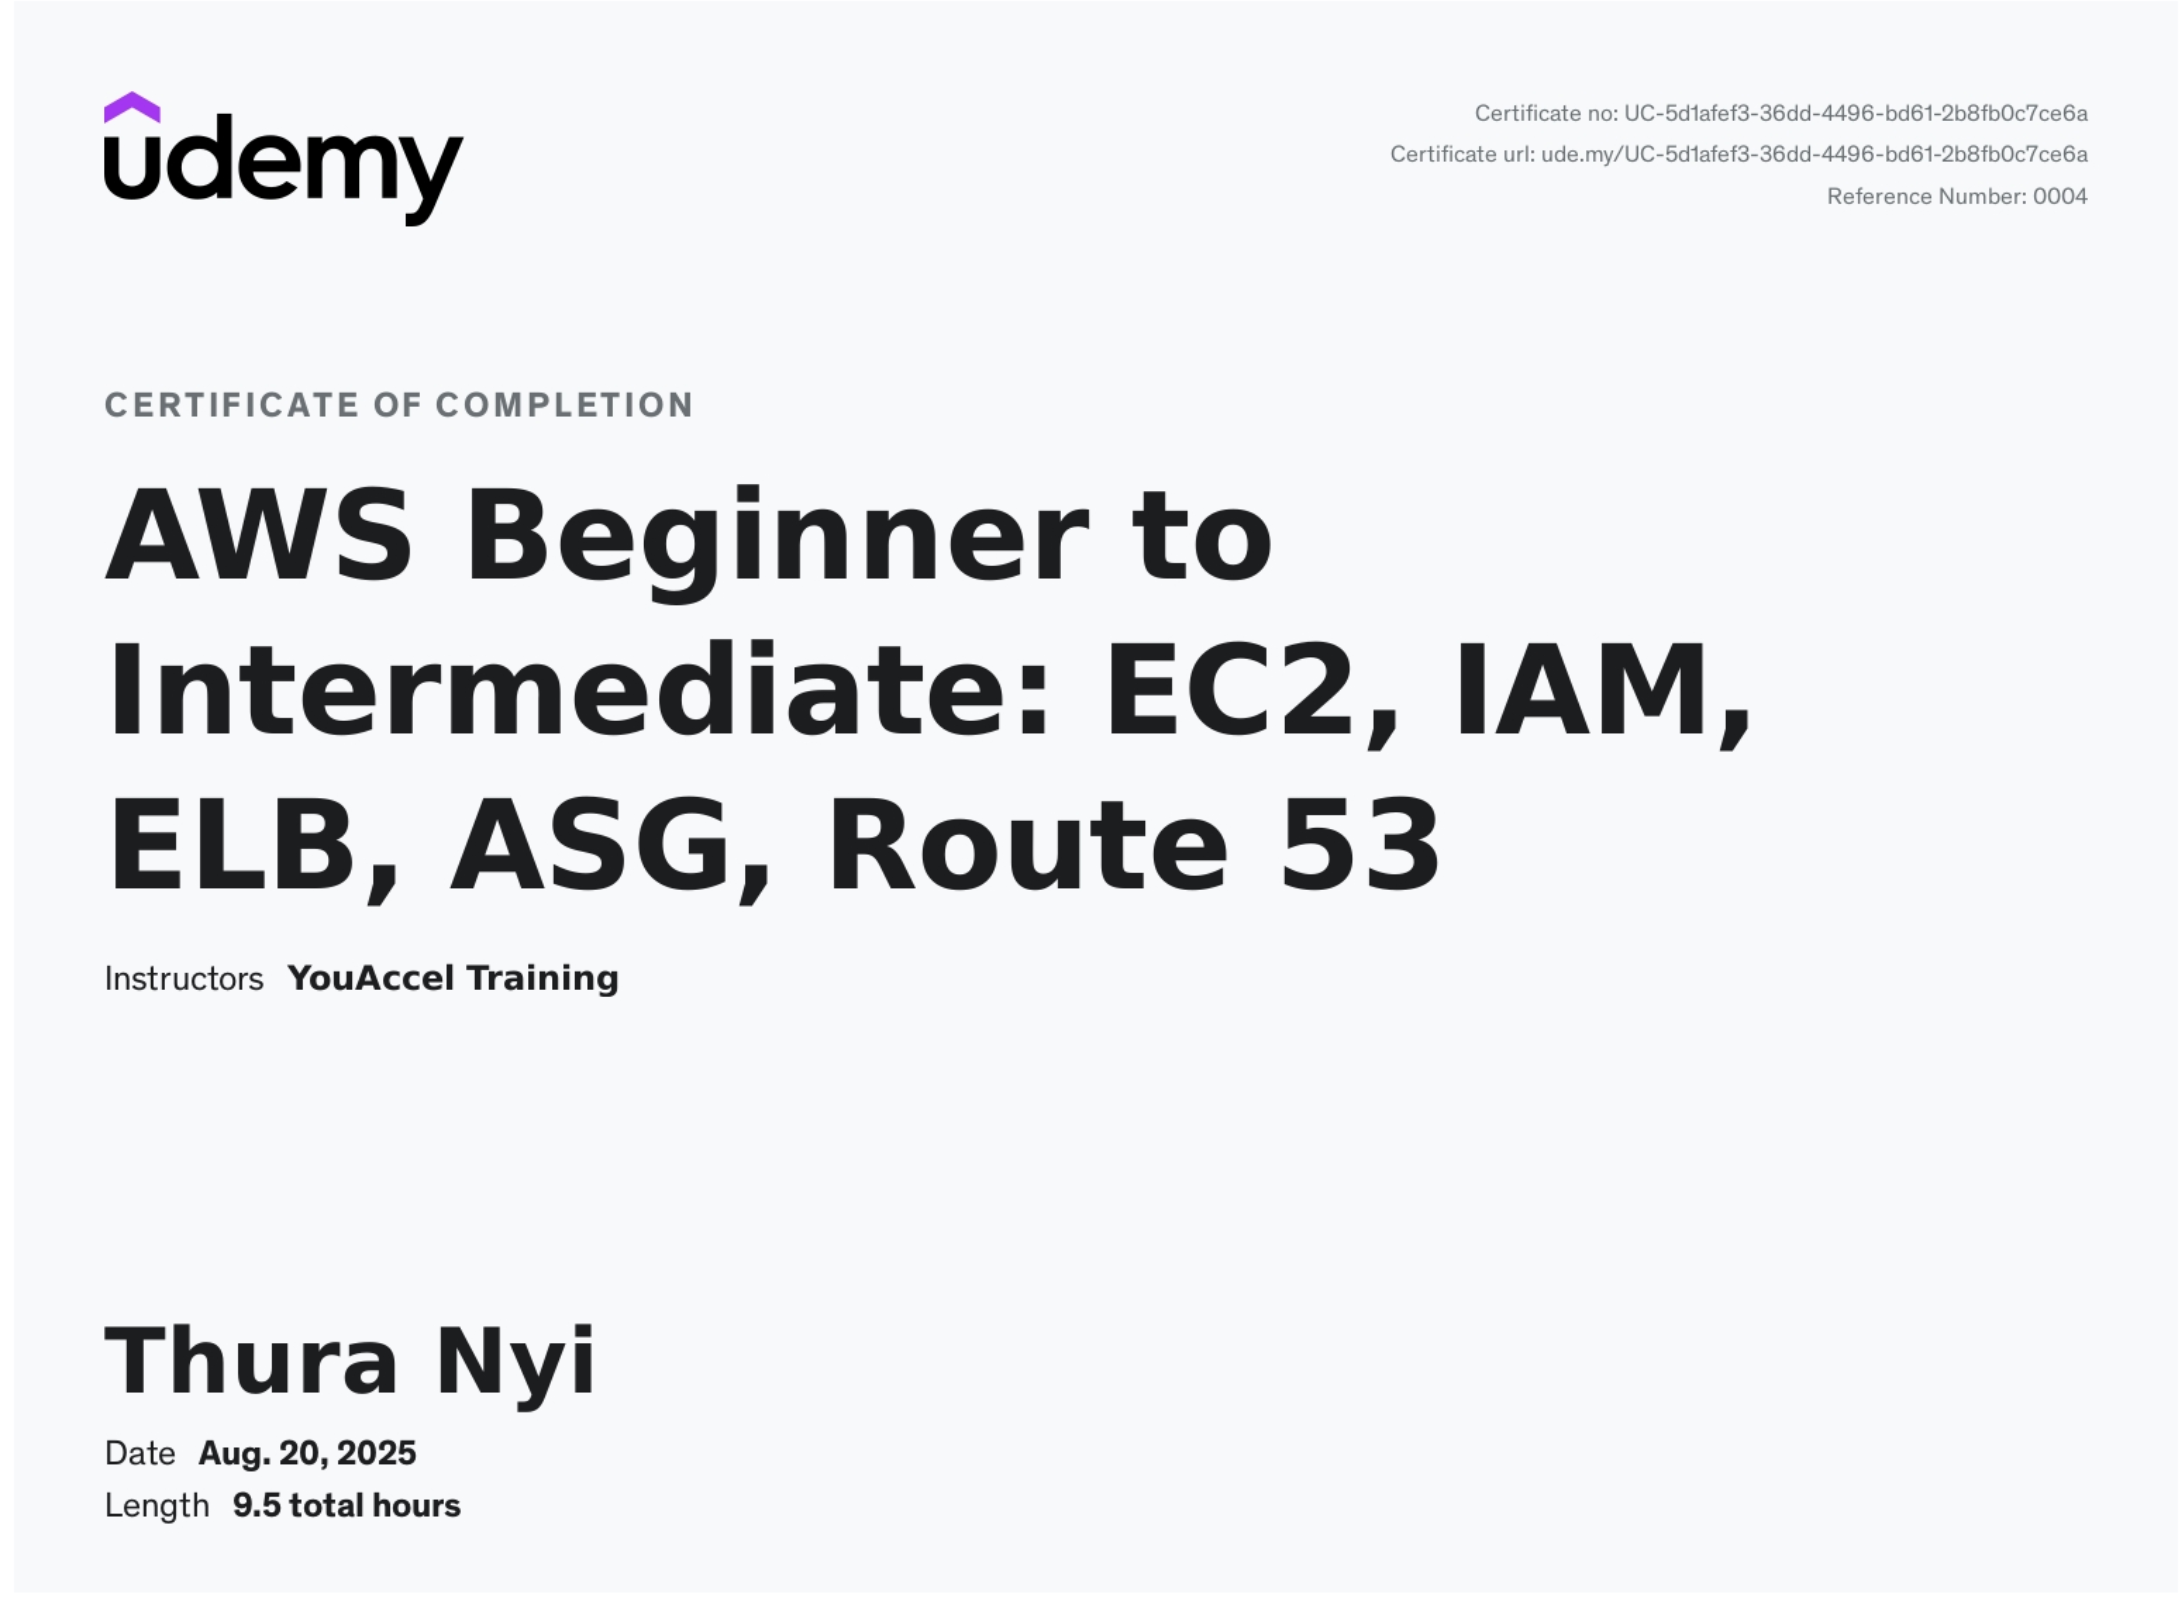 udemy
Certificate no: UC-5d1afef3-36dd-4496-bd61-2b8fb0c7ce6a
Certificate url: ude.my/UC-5d1afef3-36dd-4496-bd61-2b8fb0c7ce6a
Reference Number: 0004
CERTIFICATE OF COMPLETION
AWS Beginner to
Intermediate: EC2, IAM,
ELB, ASG, Route 53
Instructors YouAccel Training
Thura Nyi
Date Aug. 20, 2025
Length 9.5 total hours